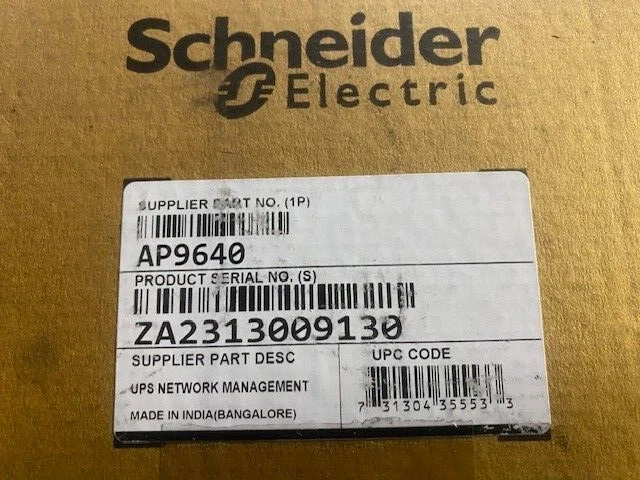 Schneider
Electric
SUPPLIER PART NO. (1P)
AP9640
PRODUCT SERIAL NO. (S)
ZA2313009130
SUPPLIER PART DESC
UPC CODE
UPS NETWORK MANAGEMENT
MADE IN INDIA(BANGALORE)
7 31304 35553 3